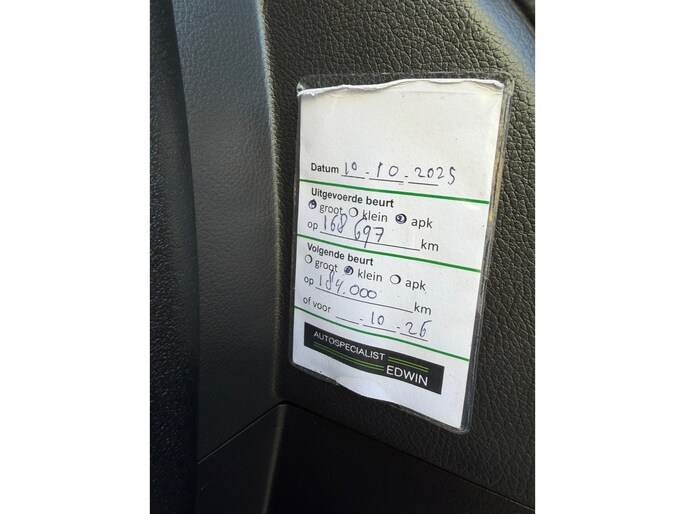 Datum 10-10-2025
Uitgevoerde beurt
groot klein apk
op 168697 km
Volgende beurt
groot klein apk
op 184.000 km
of voor __-10-26
AUTOSPECIALIST
EDWIN